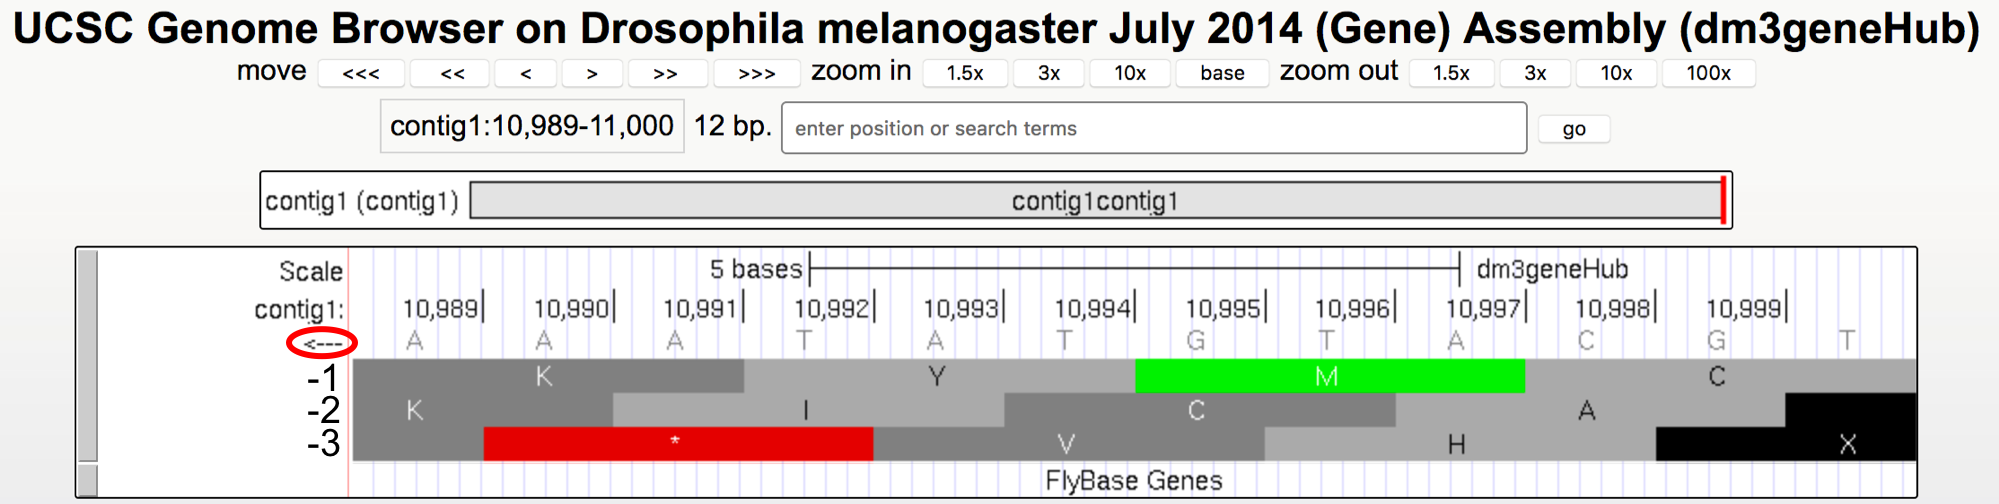 UCSC Genome Browser on Drosophila melanogaster July 2014 (Gene) Assembly (dm3geneHub)
move <<< << < > >> >>> zoom in 1.5x 3x 10x base zoom out 1.5x 3x 10x 100x
contig1:10,989-11,000 12 bp. enter position or search terms go
contig1 (contig1) contig1contig1
Scale 5 bases dm3geneHub
contig1: 10,989 10,990 10,991 10,992 10,993 10,994 10,995 10,996 10,997 10,998 10,999
<--- A A A T A T G T A C G T
-1 K Y M C
-2 K I C A
-3 * V H X
FlyBase Genes